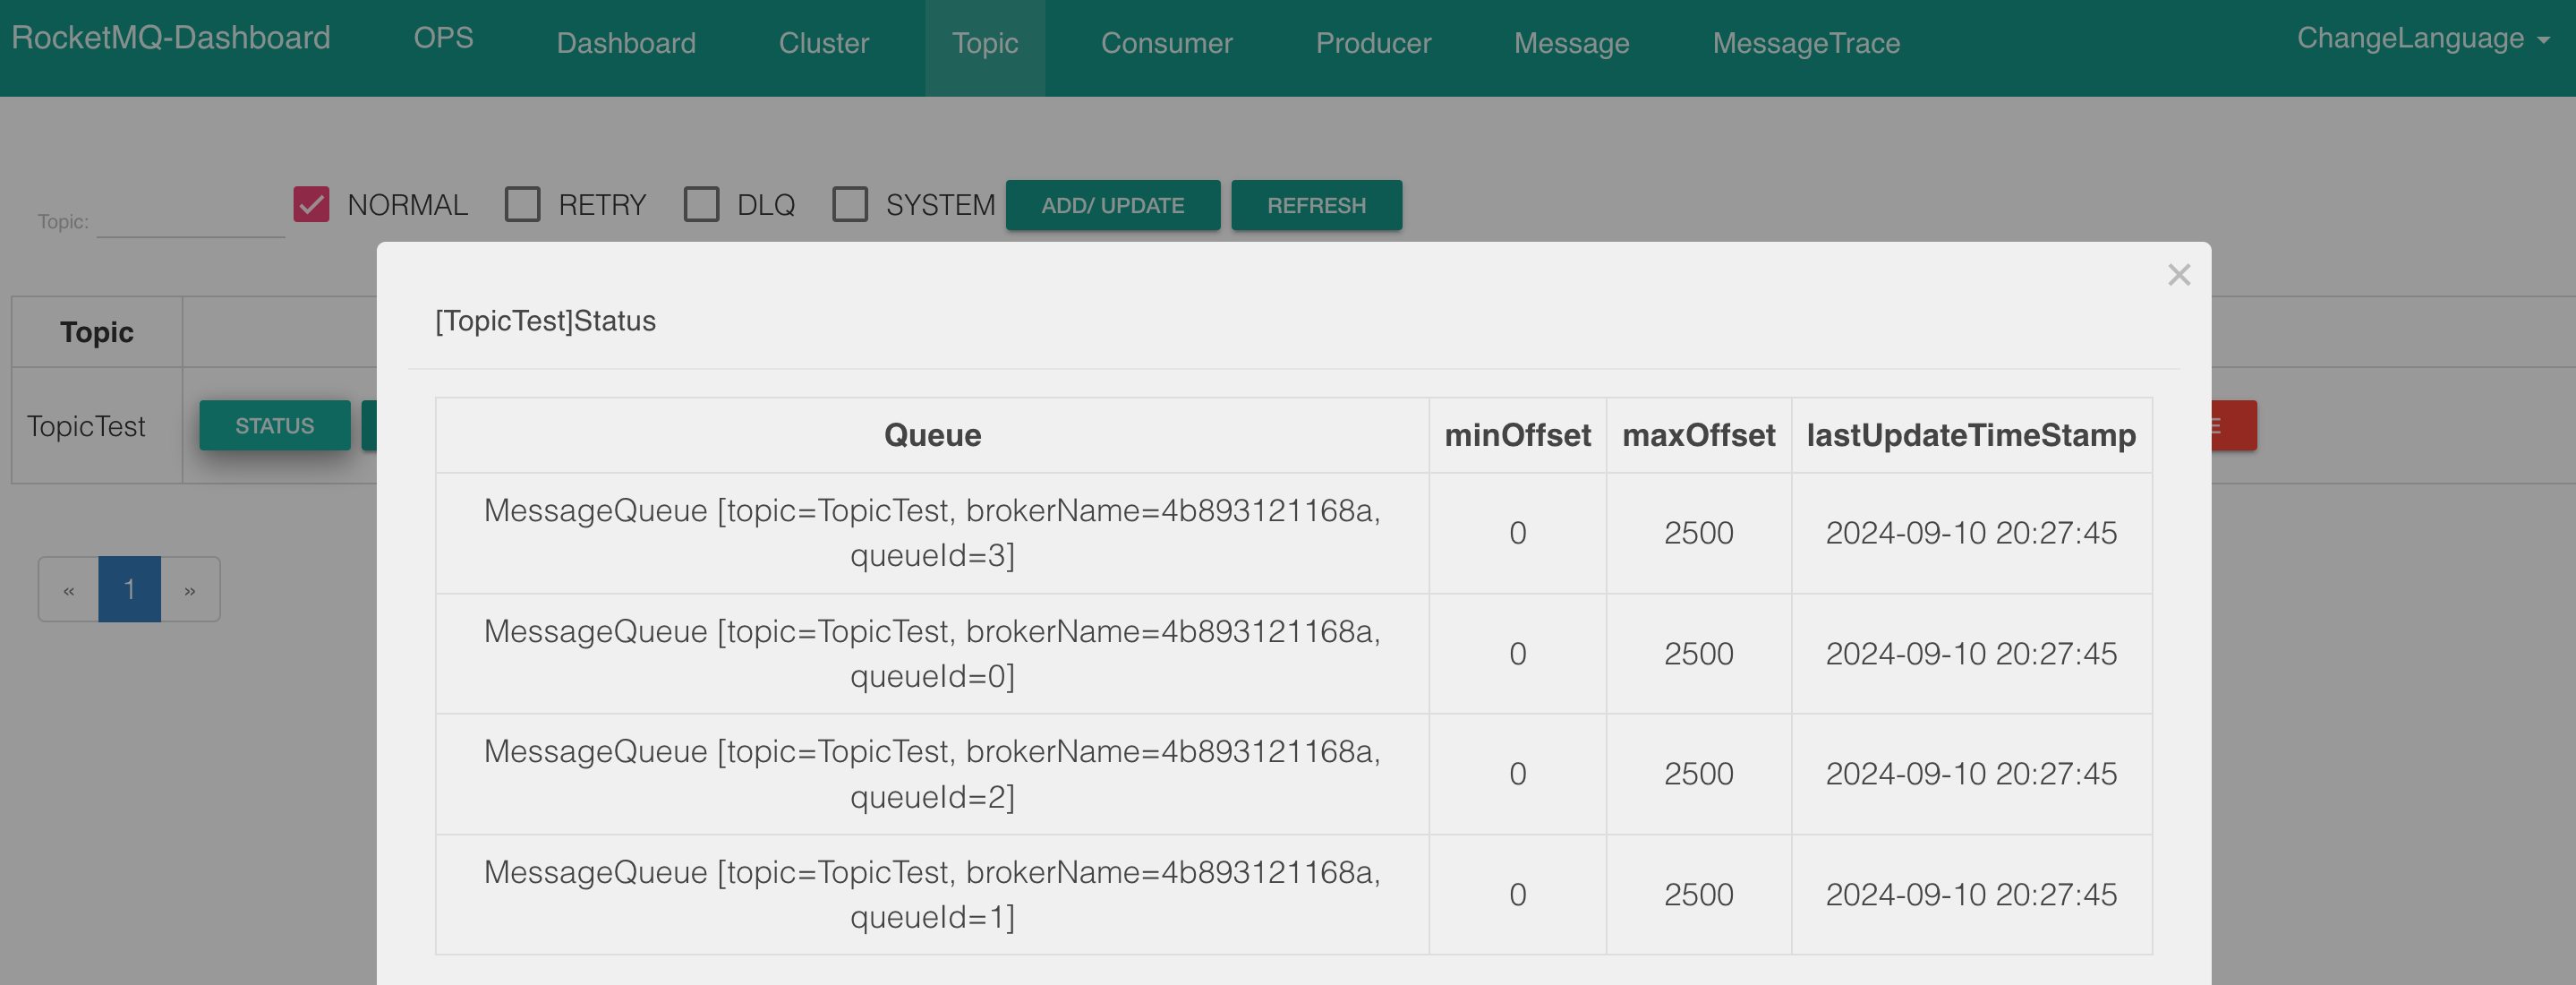 RocketMQ-Dashboard OPS Dashboard Cluster Topic Consumer Producer Message MessageTrace ChangeLanguage
Topic: NORMAL RETRY DLQ SYSTEM ADD/ UPDATE REFRESH
×
[TopicTest]Status
Topic
Queue minOffset maxOffset lastUpdateTimeStamp
TopicTest STATUS
MessageQueue [topic=TopicTest, brokerName=4b893121168a,
queueId=3] 0 2500 2024-09-10 20:27:45
MessageQueue [topic=TopicTest, brokerName=4b893121168a,
queueId=0] 0 2500 2024-09-10 20:27:45
MessageQueue [topic=TopicTest, brokerName=4b893121168a,
queueId=2] 0 2500 2024-09-10 20:27:45
MessageQueue [topic=TopicTest, brokerName=4b893121168a,
queueId=1] 0 2500 2024-09-10 20:27:45
« 1 »